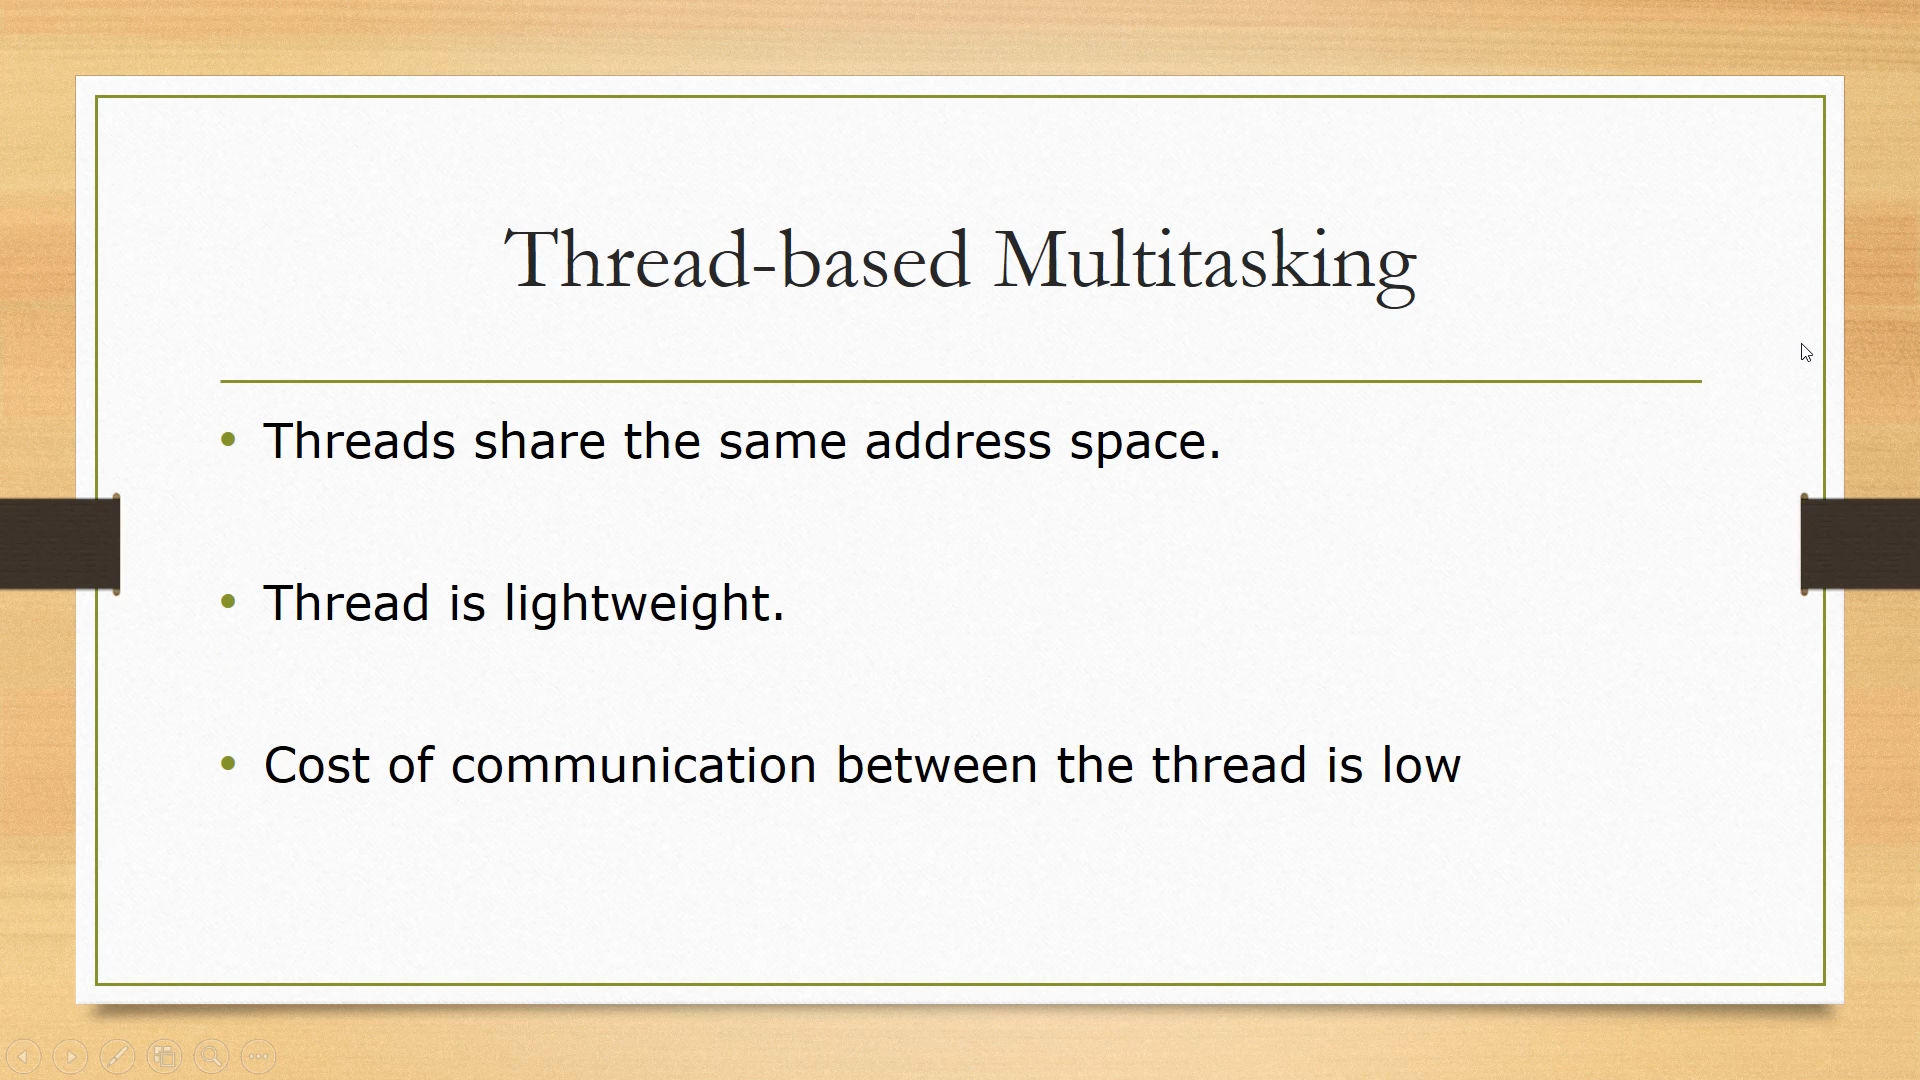 Thread-based Multitasking
• Threads share the same address space.
• Thread is lightweight.
• Cost of communication between the thread is low